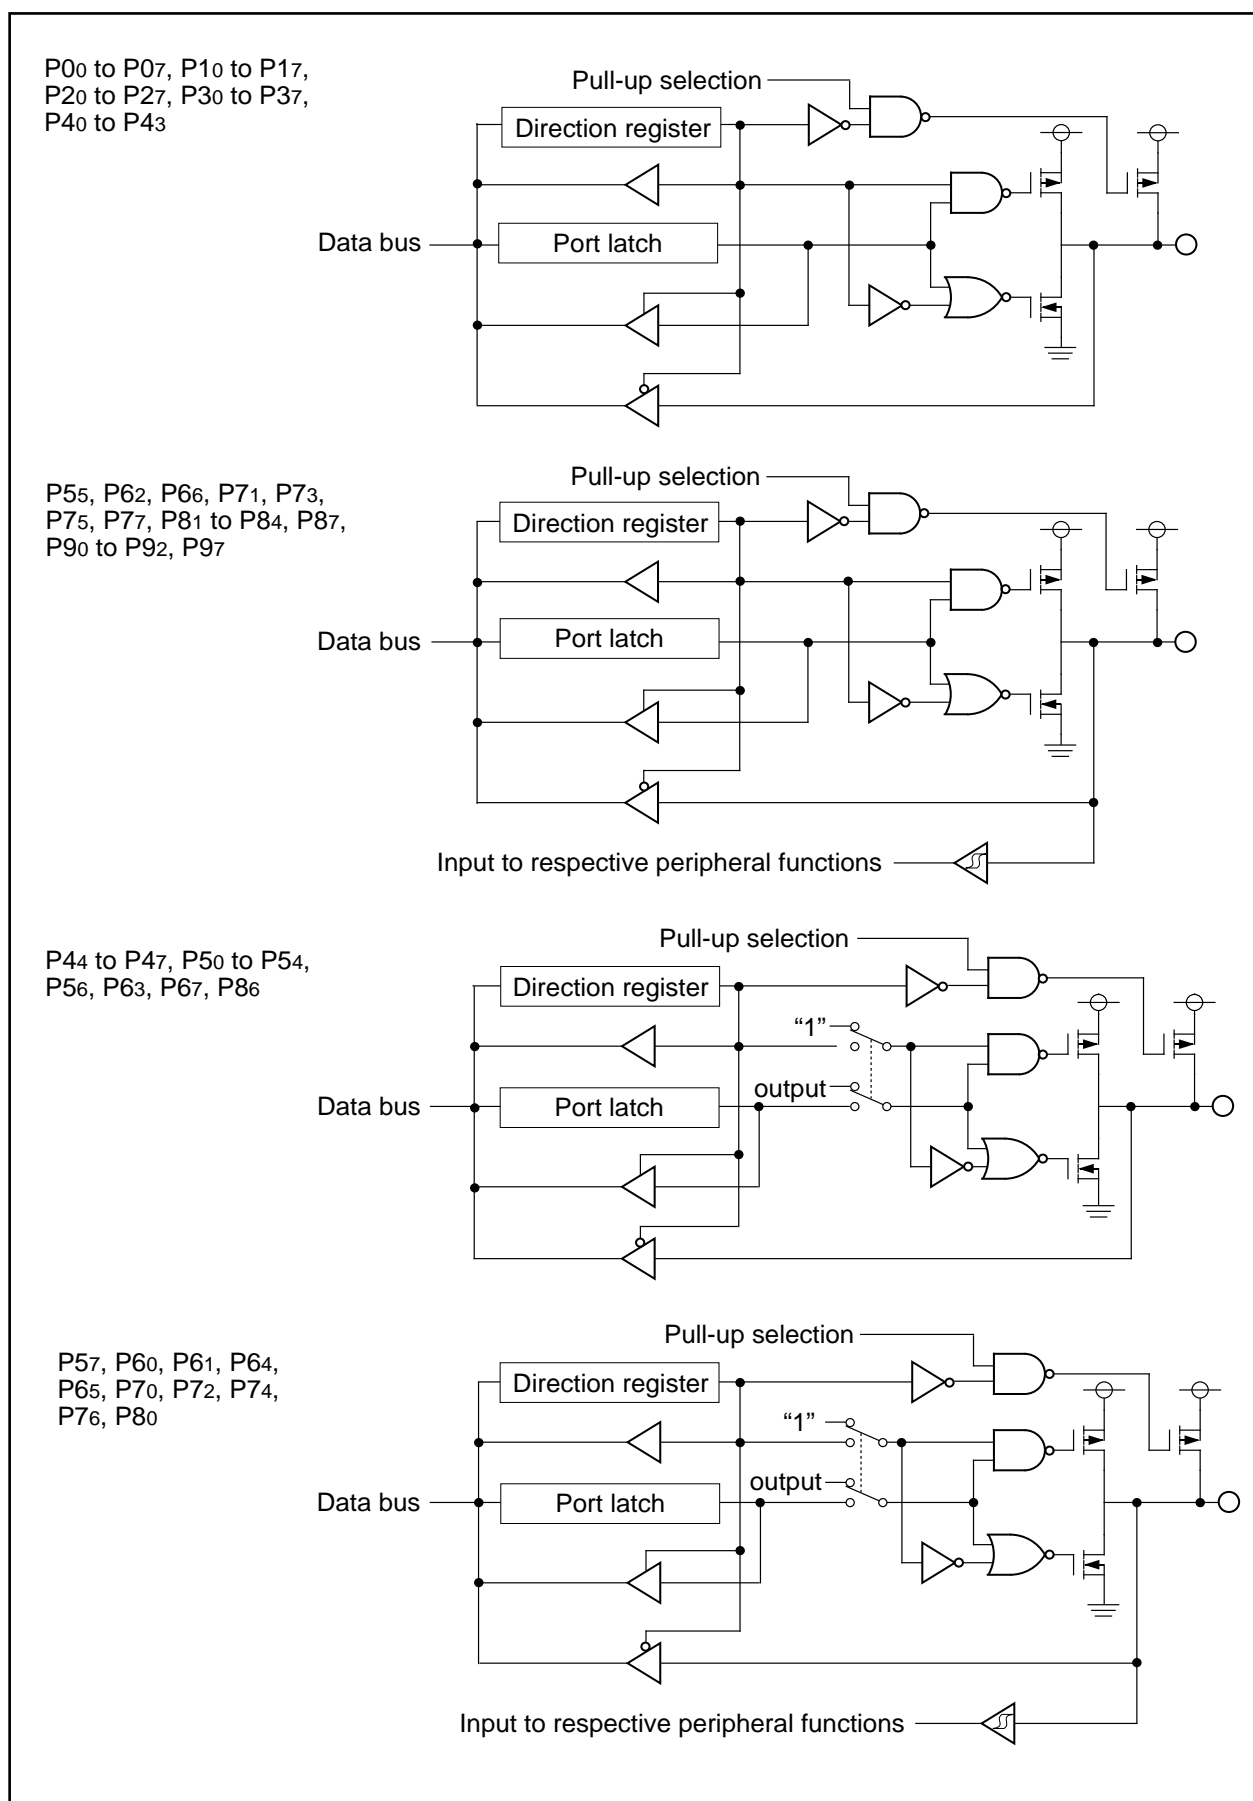 P00 to P07, P10 to P17,
P20 to P27, P30 to P37,
P40 to P43
Pull-up selection
Direction register
Data bus
Port latch
P55, P62, P66, P71, P73,
P75, P77, P81 to P84, P87,
P90 to P92, P97
Pull-up selection
Direction register
Data bus
Port latch
Input to respective peripheral functions
P44 to P47, P50 to P54,
P56, P63, P67, P86
Pull-up selection
Direction register
“1”
output
Data bus
Port latch
P57, P60, P61, P64,
P65, P70, P72, P74,
P76, P80
Pull-up selection
Direction register
“1”
output
Data bus
Port latch
Input to respective peripheral functions